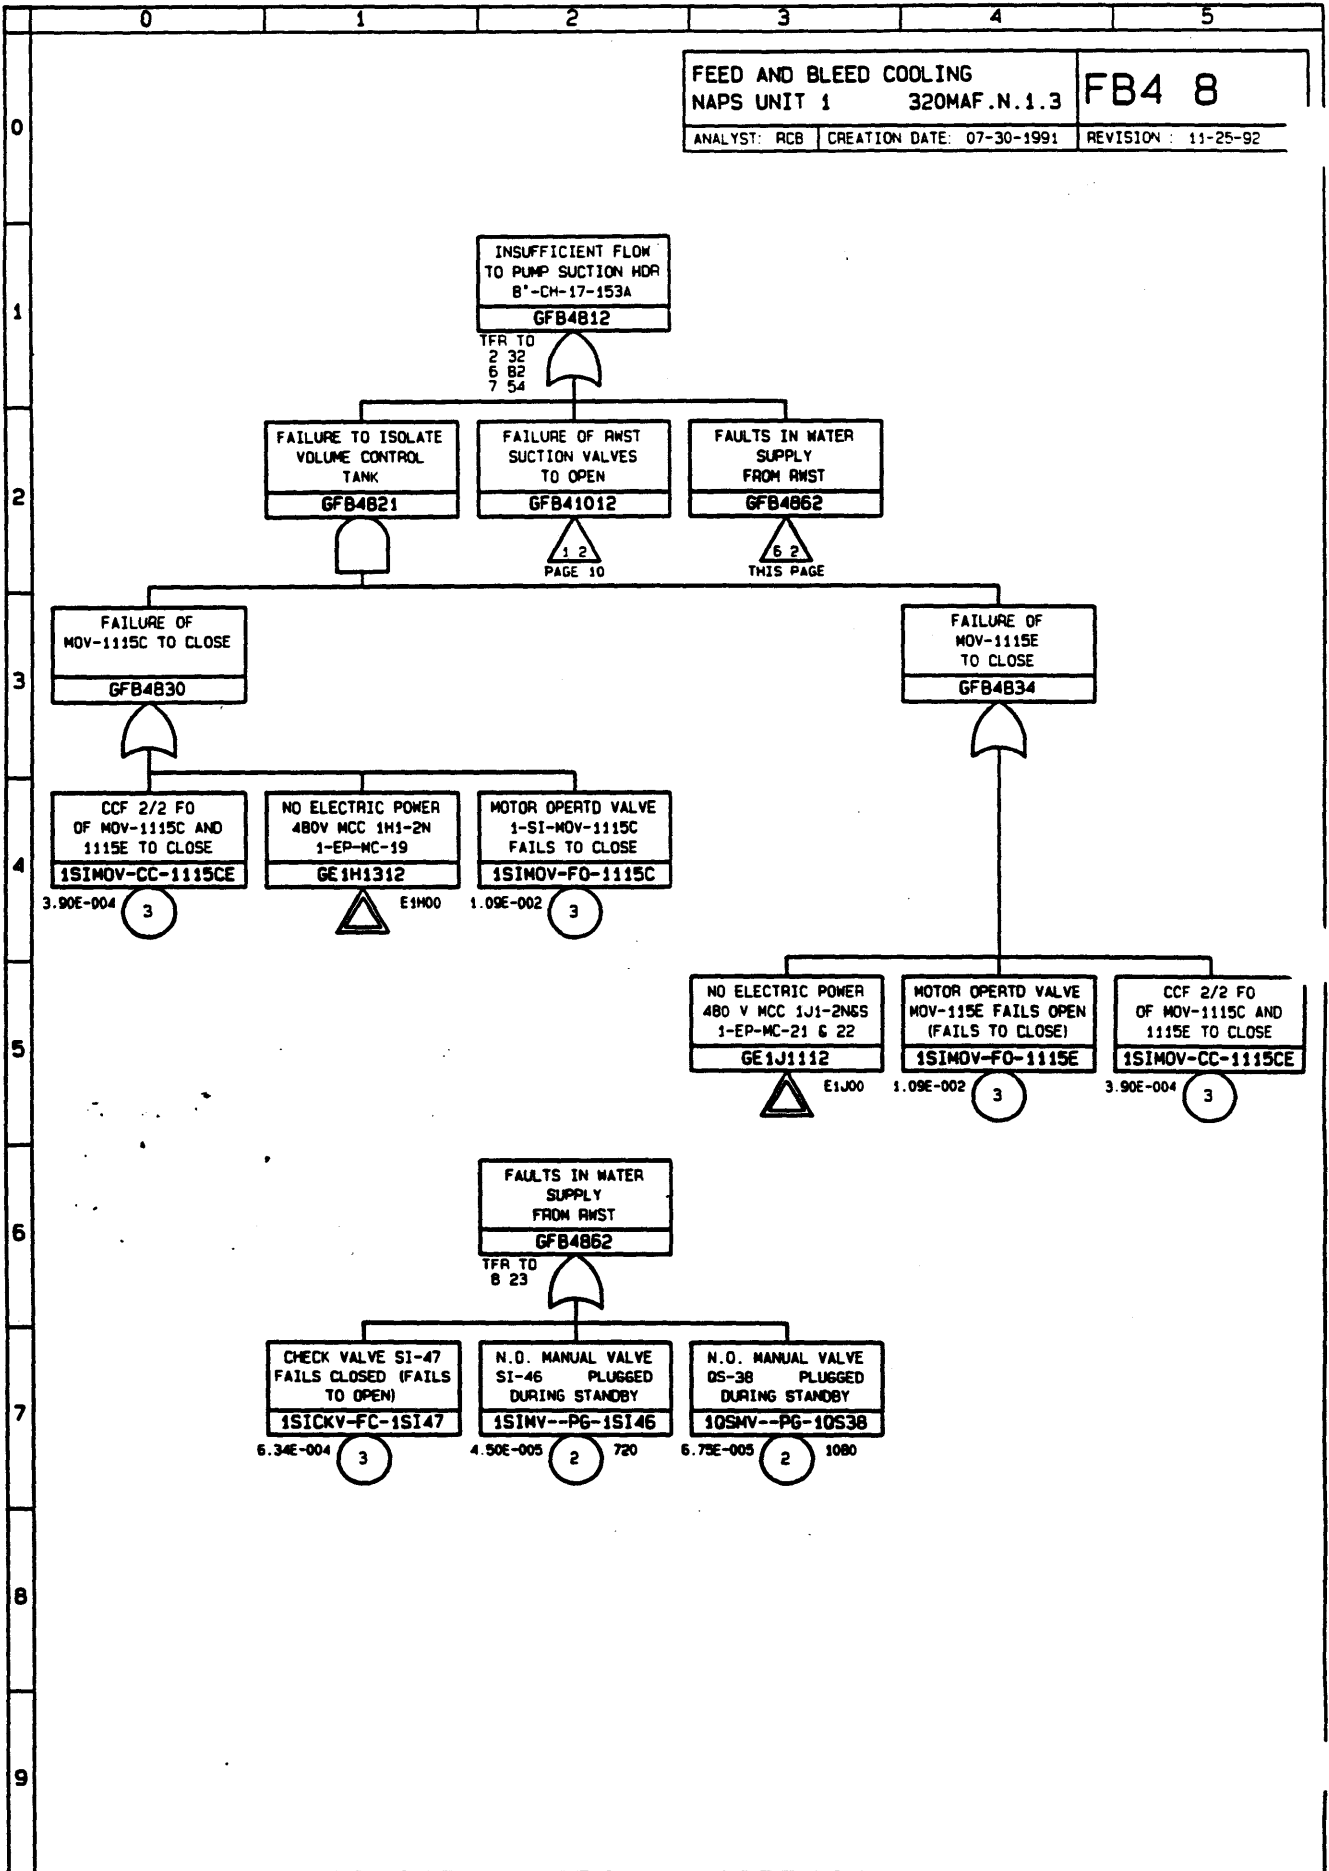 0 1 2 3 4 5
FEED AND BLEED COOLING
NAPS UNIT 1 320MAF.N.1.3
FB4 8
ANALYST: RCB CREATION DATE: 07-30-1991 REVISION : 11-25-92
0
INSUFFICIENT FLOW
TO PUMP SUCTION HDR
8"-CH-17-153A
GFB4812
1
TFR TO
2 32
6 82
7 54
FAILURE TO ISOLATE
VOLUME CONTROL
TANK
GFB4821
FAILURE OF RWST
SUCTION VALVES
TO OPEN
GFB41012
1 2
PAGE 10
FAULTS IN WATER
SUPPLY
FROM RWST
GFB4862
6 2
THIS PAGE
2
FAILURE OF
MOV-1115C TO CLOSE
GFB4830
FAILURE OF
MOV-1115E
TO CLOSE
GFB4834
3
CCF 2/2 FO
OF MOV-1115C AND
1115E TO CLOSE
1SIMOV-CC-1115CE
3.90E-004 3
NO ELECTRIC POWER
480V MCC 1H1-2N
1-EP-MC-19
GE1H1312
E1H00
MOTOR OPERTD VALVE
1-SI-MOV-1115C
FAILS TO CLOSE
1SIMOV-FO-1115C
1.09E-002 3
4
NO ELECTRIC POWER
480 V MCC 1J1-2N&S
1-EP-MC-21 & 22
GE1J1112
E1J00
MOTOR OPERTD VALVE
MOV-115E FAILS OPEN
(FAILS TO CLOSE)
1SIMOV-FO-1115E
1.09E-002 3
CCF 2/2 FO
OF MOV-1115C AND
1115E TO CLOSE
1SIMOV-CC-1115CE
3.90E-004 3
5
FAULTS IN WATER
SUPPLY
FROM RWST
GFB4862
TFR TO
8 23
6
CHECK VALVE SI-47
FAILS CLOSED (FAILS
TO OPEN)
1SICKV-FC-1SI47
6.34E-004 3
N.O. MANUAL VALVE
SI-46 PLUGGED
DURING STANDBY
1SIMV--PG-1SI46
4.50E-005 2 720
N.O. MANUAL VALVE
QS-38 PLUGGED
DURING STANDBY
1QSMV--PG-1QS38
6.75E-005 2 1080
7
8
9